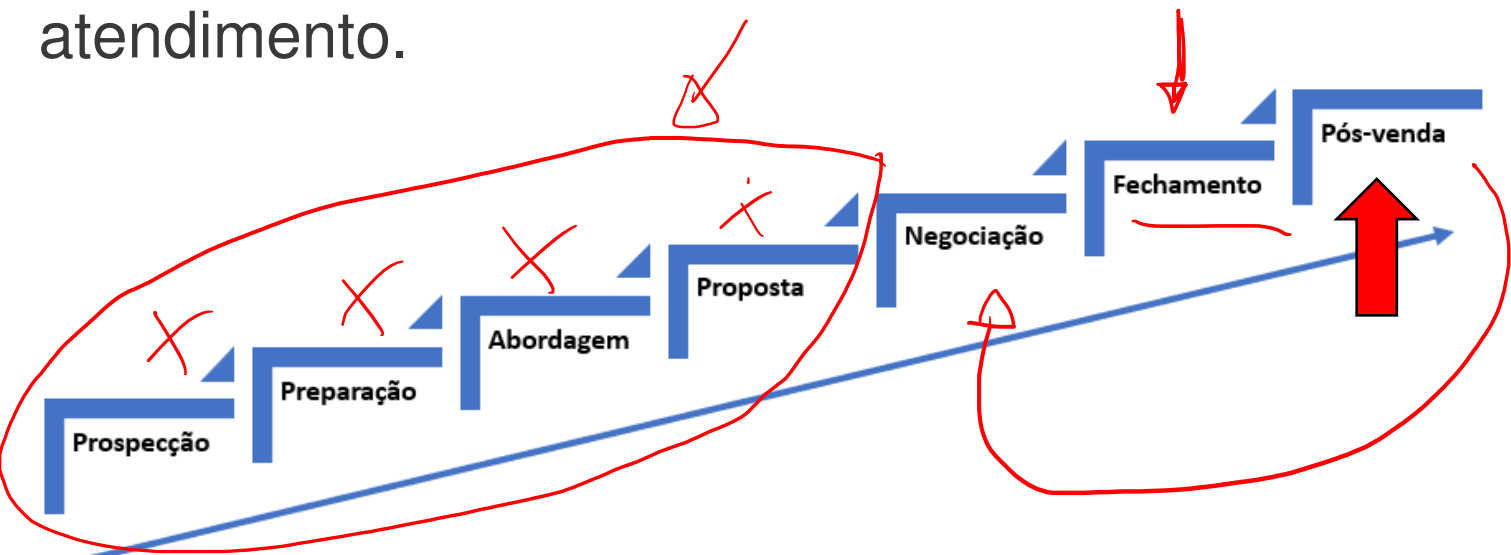 atendimento.
Prospecção
Preparação
Abordagem
Proposta
Negociação
Fechamento
Pós-venda